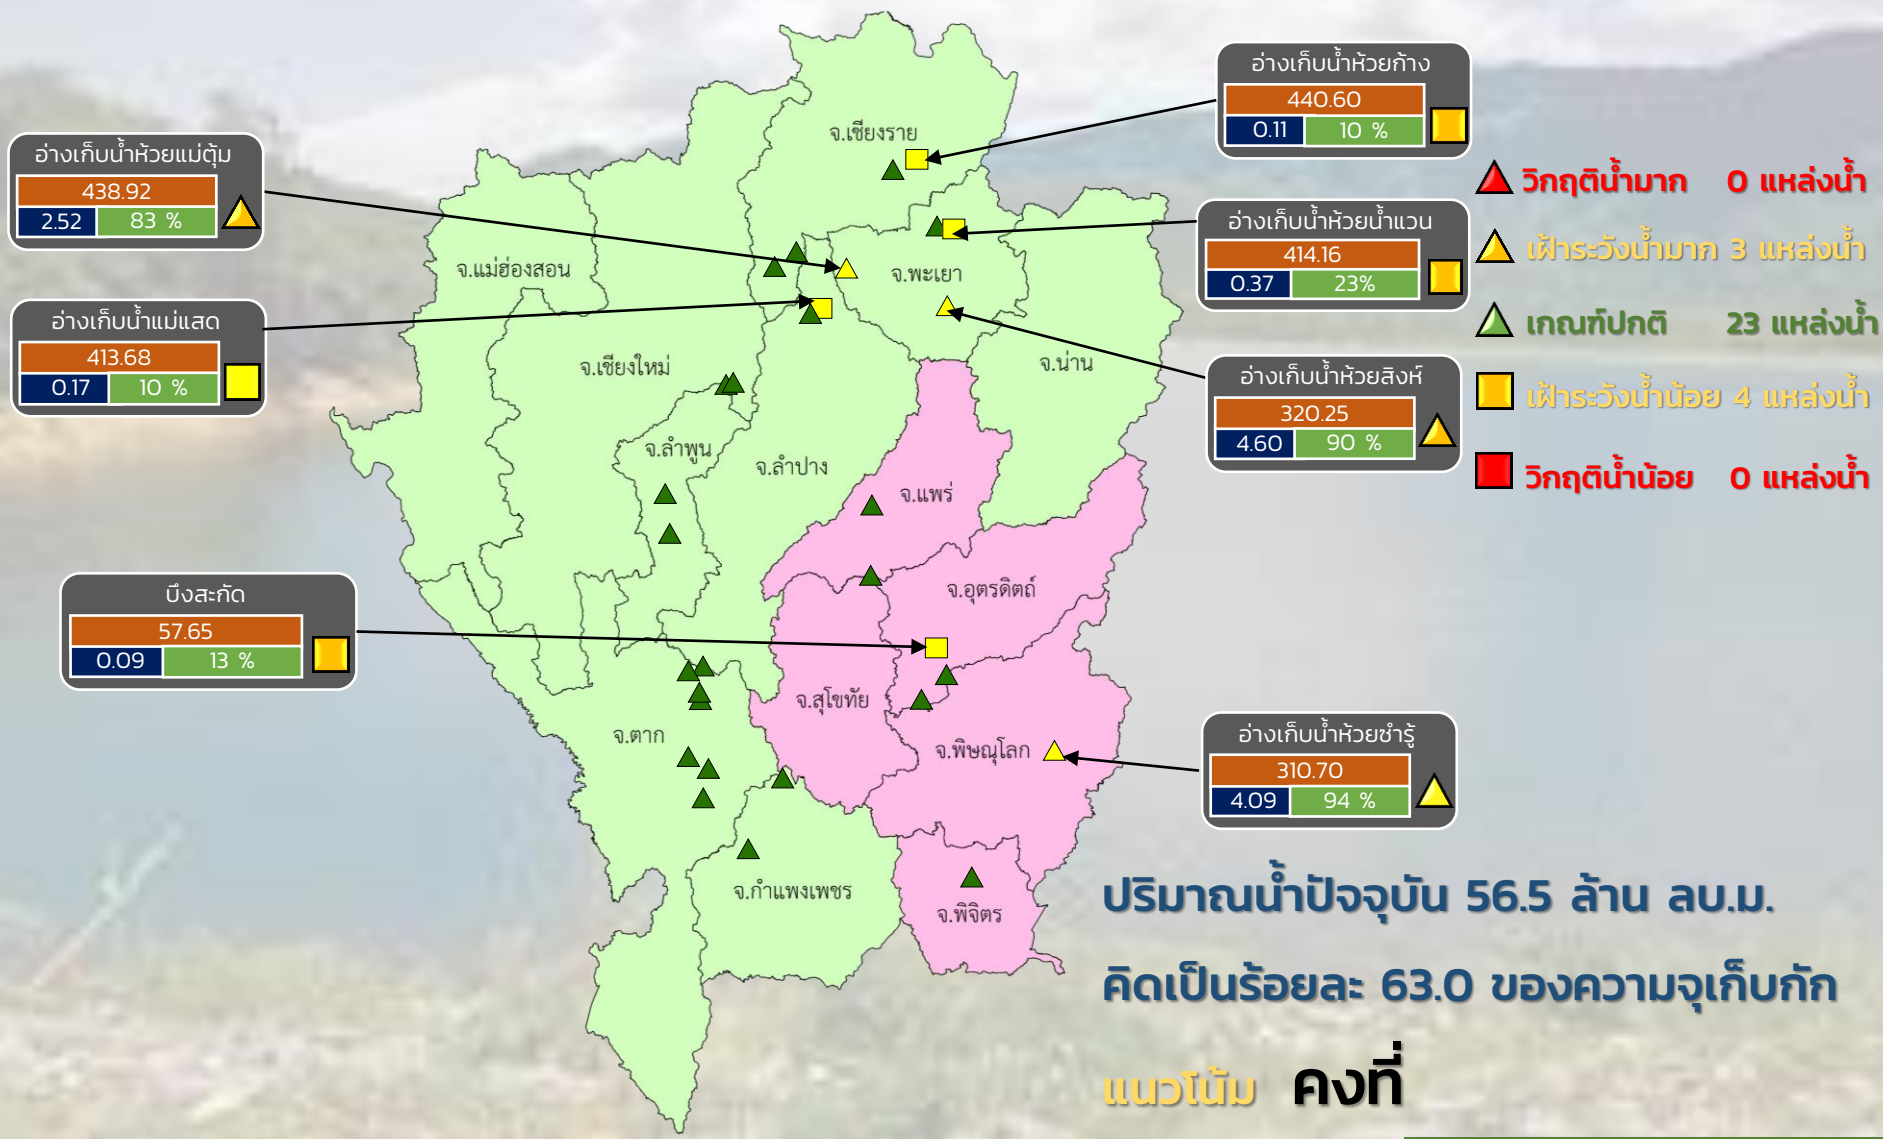 อ่างเก็บน้ำห้วยก้าง
440.60
0.11 10 %
อ่างเก็บน้ำห้วยแม่ตุ้ม
438.92
2.52 83 %
อ่างเก็บน้ำห้วยน้ำแวน
414.16
0.37 23%
อ่างเก็บน้ำแม่แสด
413.68
0.17 10 %
อ่างเก็บน้ำห้วยสิงห์
320.25
4.60 90 %
บึงสะกัด
57.65
0.09 13 %
อ่างเก็บน้ำห้วยซำรู้
310.70
4.09 94 %
วิกฤติน้ำมาก 0 แหล่งน้ำ
เฝ้าระวังน้ำมาก 3 แหล่งน้ำ
เกณฑ์ปกติ 23 แหล่งน้ำ
เฝ้าระวังน้ำน้อย 4 แหล่งน้ำ
วิกฤติน้ำน้อย 0 แหล่งน้ำ
จ.เชียงราย
จ.แม่ฮ่องสอน
จ.พะเยา
จ.เชียงใหม่
จ.น่าน
จ.ลำพูน
จ.ลำปาง
จ.แพร่
จ.อุตรดิตถ์
จ.สุโขทัย
จ.ตาก
จ.พิษณุโลก
จ.กำแพงเพชร
จ.พิจิตร
ปริมาณน้ำปัจจุบัน 56.5 ล้าน ลบ.ม.
คิดเป็นร้อยละ 63.0 ของความจุเก็บกัก
แนวโน้ม คงที่